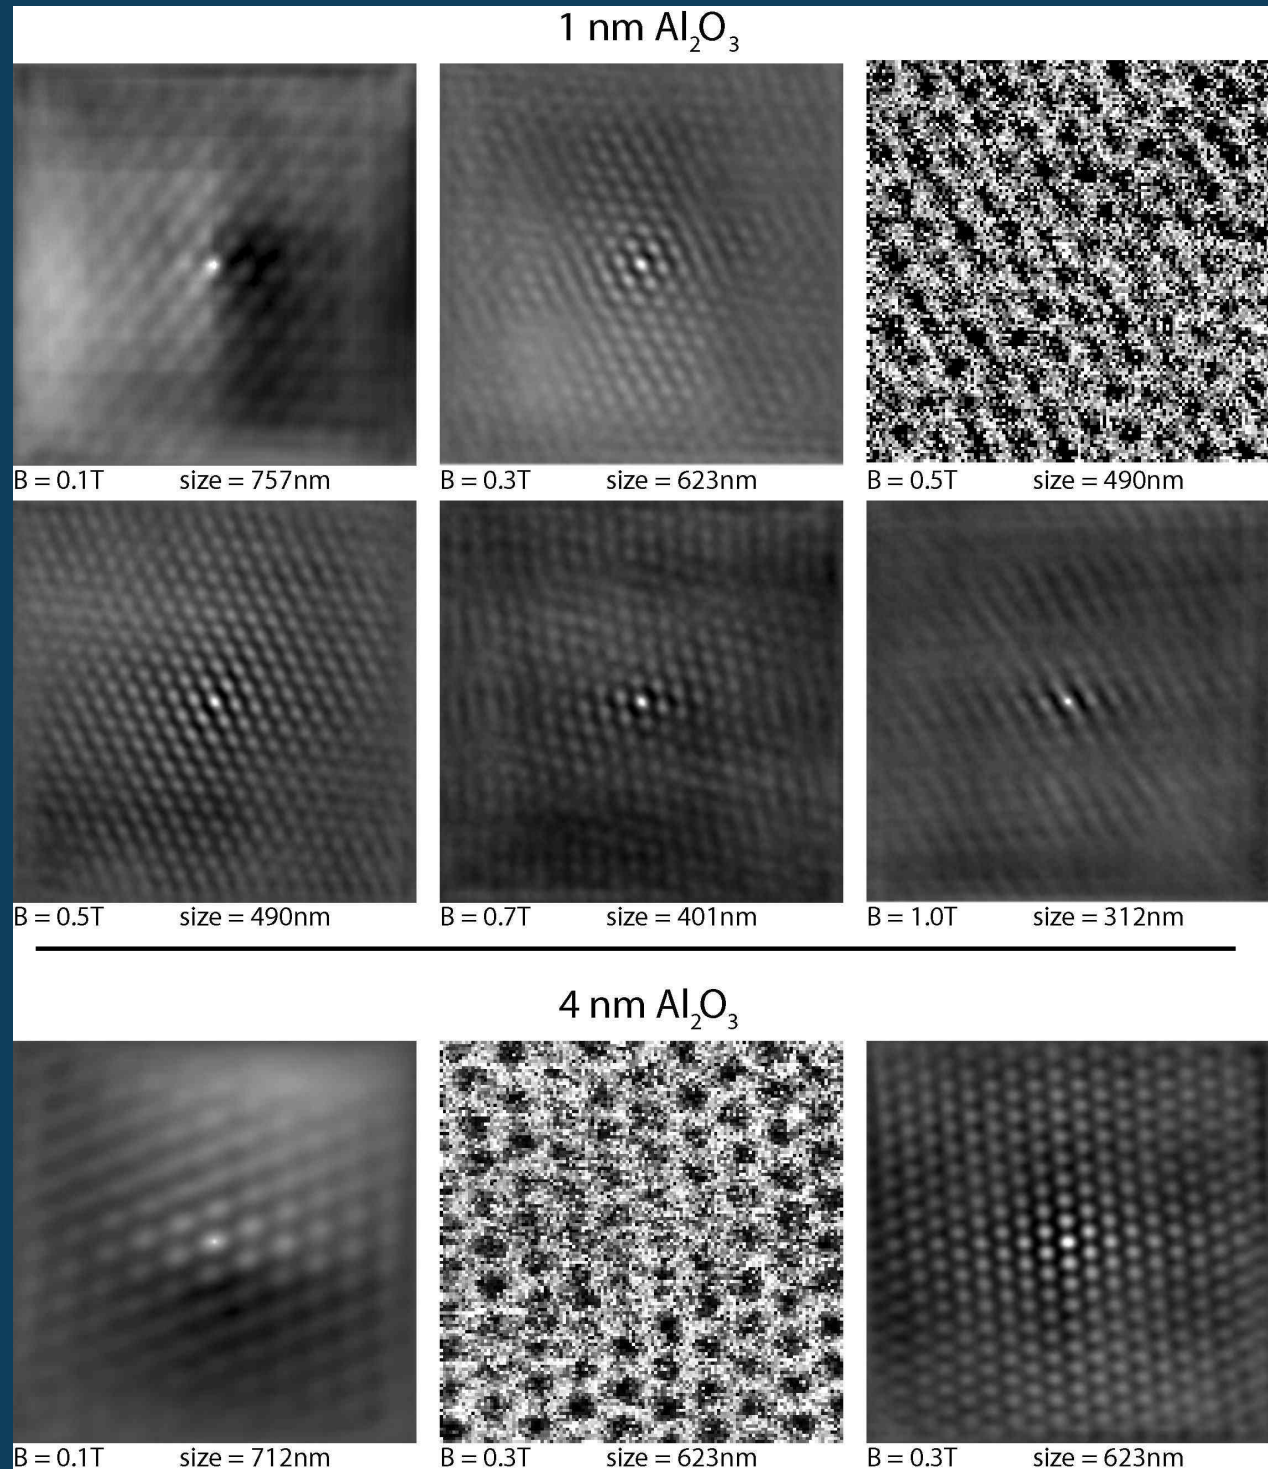 1 nm Al₂O₃
B = 0.1T size = 757nm
B = 0.3T size = 623nm
B = 0.5T size = 490nm
B = 0.5T size = 490nm
B = 0.7T size = 401nm
B = 1.0T size = 312nm
4 nm Al₂O₃
B = 0.1T size = 712nm
B = 0.3T size = 623nm
B = 0.3T size = 623nm